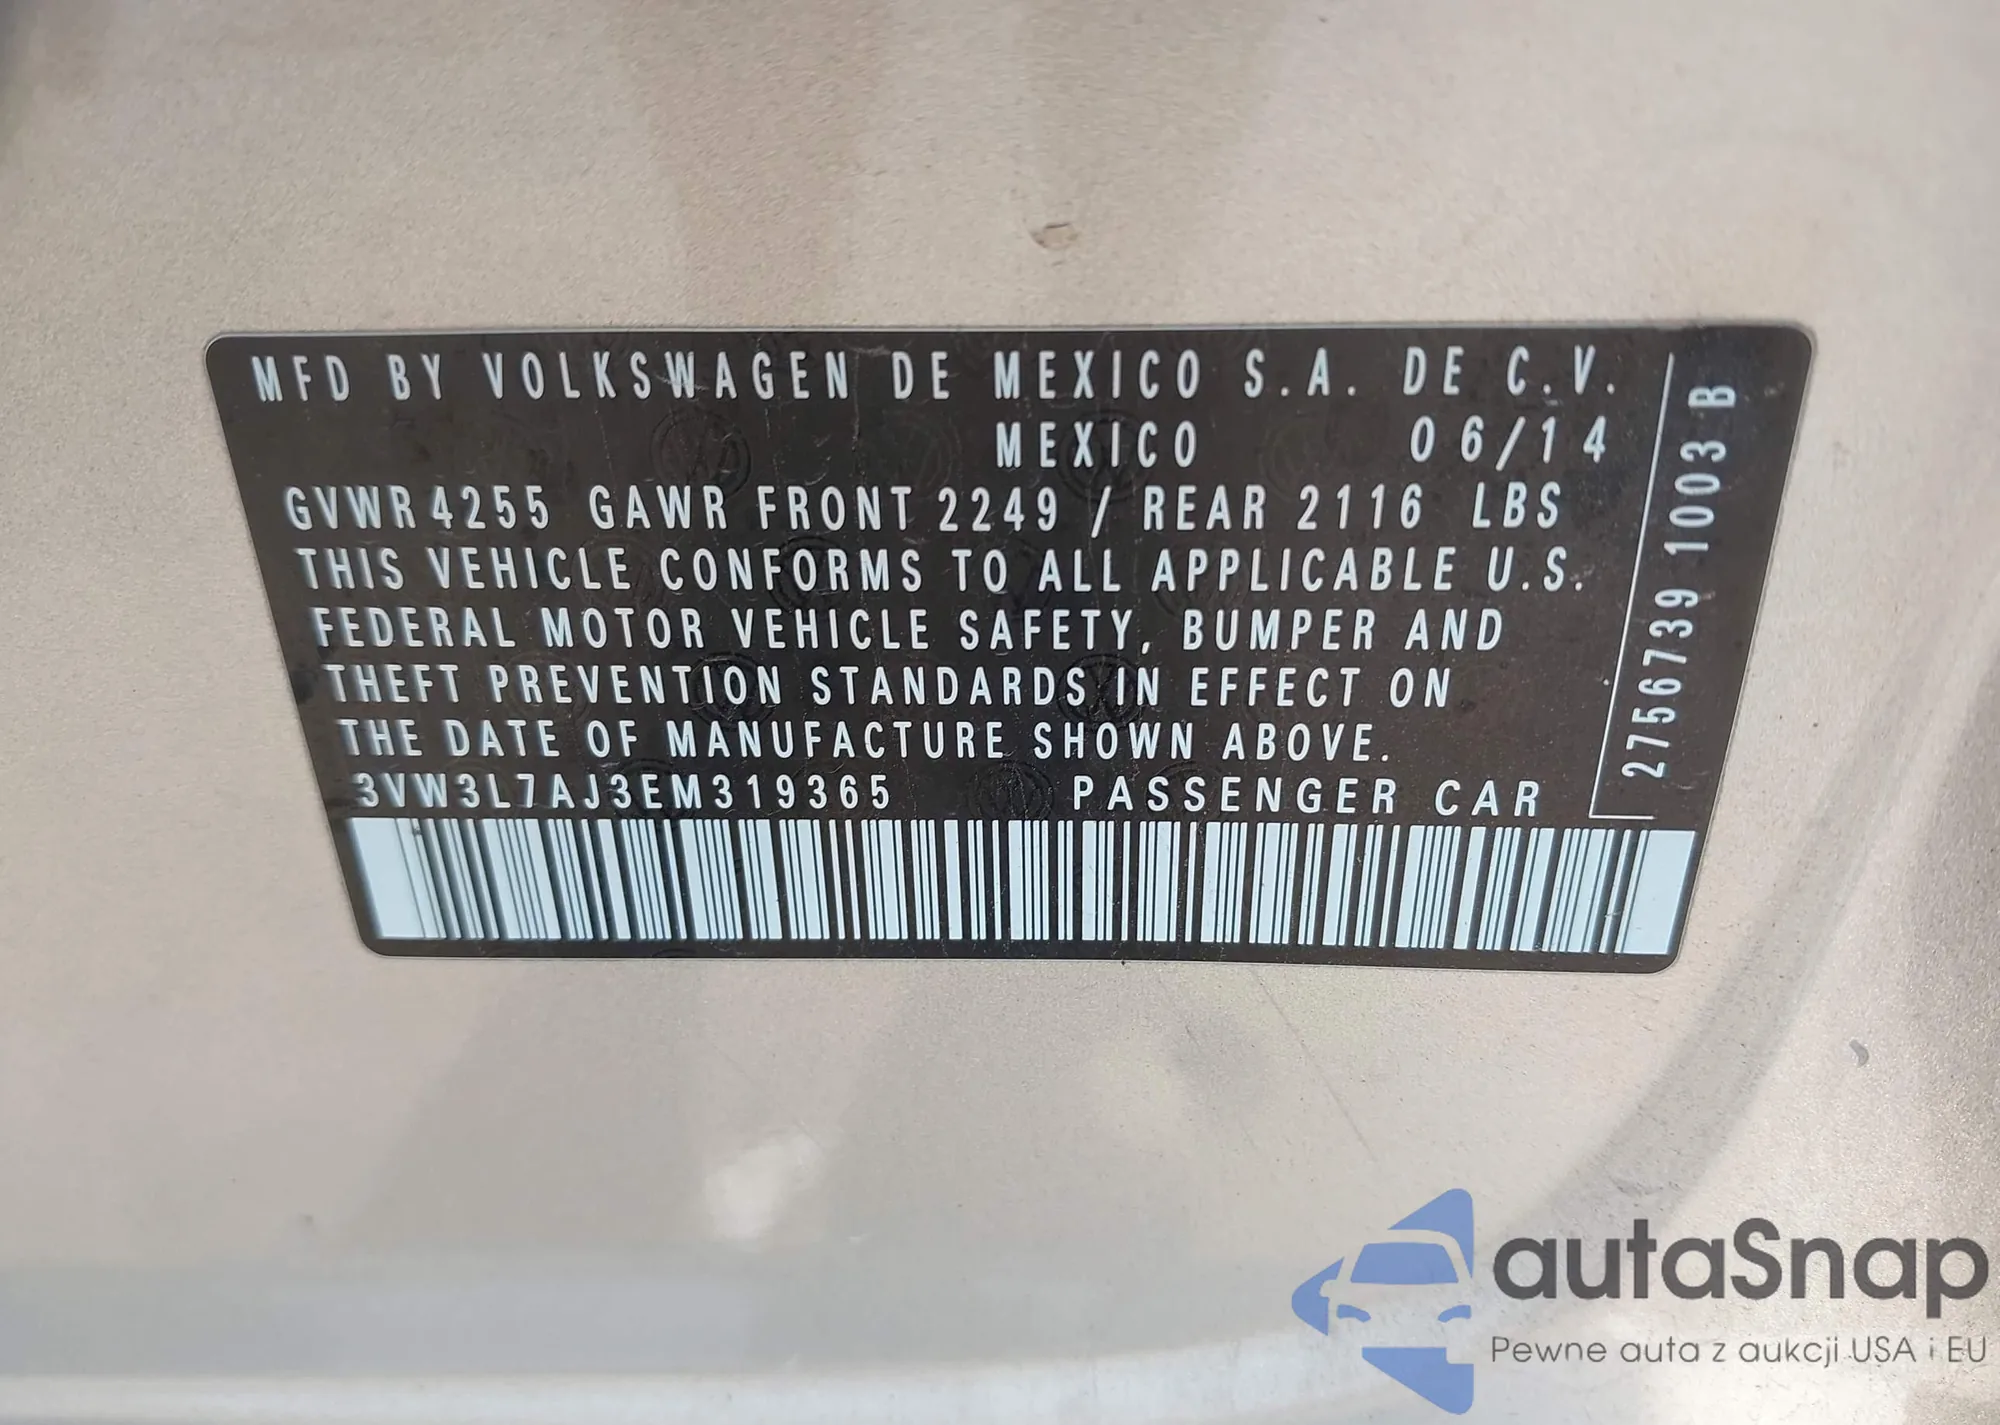 MFD BY VOLKSWAGEN DE MEXICO S.A. DE C.V.
MEXICO 06/14
GVWR 4255 GAWR FRONT 2249 / REAR 2116 LBS
THIS VEHICLE CONFORMS TO ALL APPLICABLE U.S.
FEDERAL MOTOR VEHICLE SAFETY, BUMPER AND
THEFT PREVENTION STANDARDS IN EFFECT ON
THE DATE OF MANUFACTURE SHOWN ABOVE.
3VW3L7AJ3EM319365 PASSENGER CAR
2756739 1003 B
autaSnap
Pewne auta z aukcji USA i EU